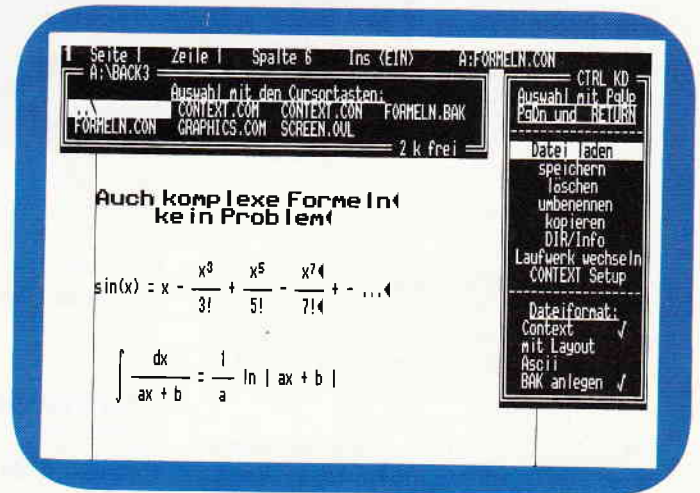 1 Seite 1 Zeile 1 Spalte 6 Ins (EIN) A:FORMELN.CON
A:\BACK3
Auswahl mit den Cursortasten:
..\ CONTEXT.COM CONTEXT.CON FORMELN.BAK
FORMELN.CON GRAPHICS.COM SCREEN.OVL
2 k frei
CTRL KD
Auswahl mit PgUp
PgDn und RETURN
Datei laden
speichern
löschen
umbenennen
kopieren
DIR/Info
Laufwerk wechseln
CONTEXT Setup
Dateiformat:
Context √
mit Layout
Ascii
BAK anlegen √
Auch komplexe Formeln
kein Problem
sin(x) = x - x³/3! + x⁵/5! - x⁷/7! + - ...
∫ dx/(ax + b) = 1/a ln | ax + b |